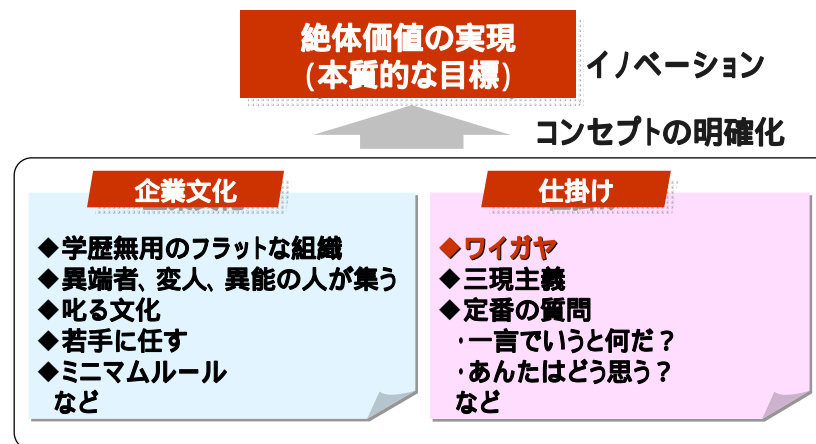 絶体価値の実現
(本質的な目標)
イノベーション
コンセプトの明確化
企業文化
◆学歴無用のフラットな組織
◆異端者、変人、異能の人が集う
◆叱る文化
◆若手に任す
◆ミニマムルール
など
仕掛け
◆ワイガヤ
◆三現主義
◆定番の質問
・一言でいうと何だ？
・あんたはどう思う？
など